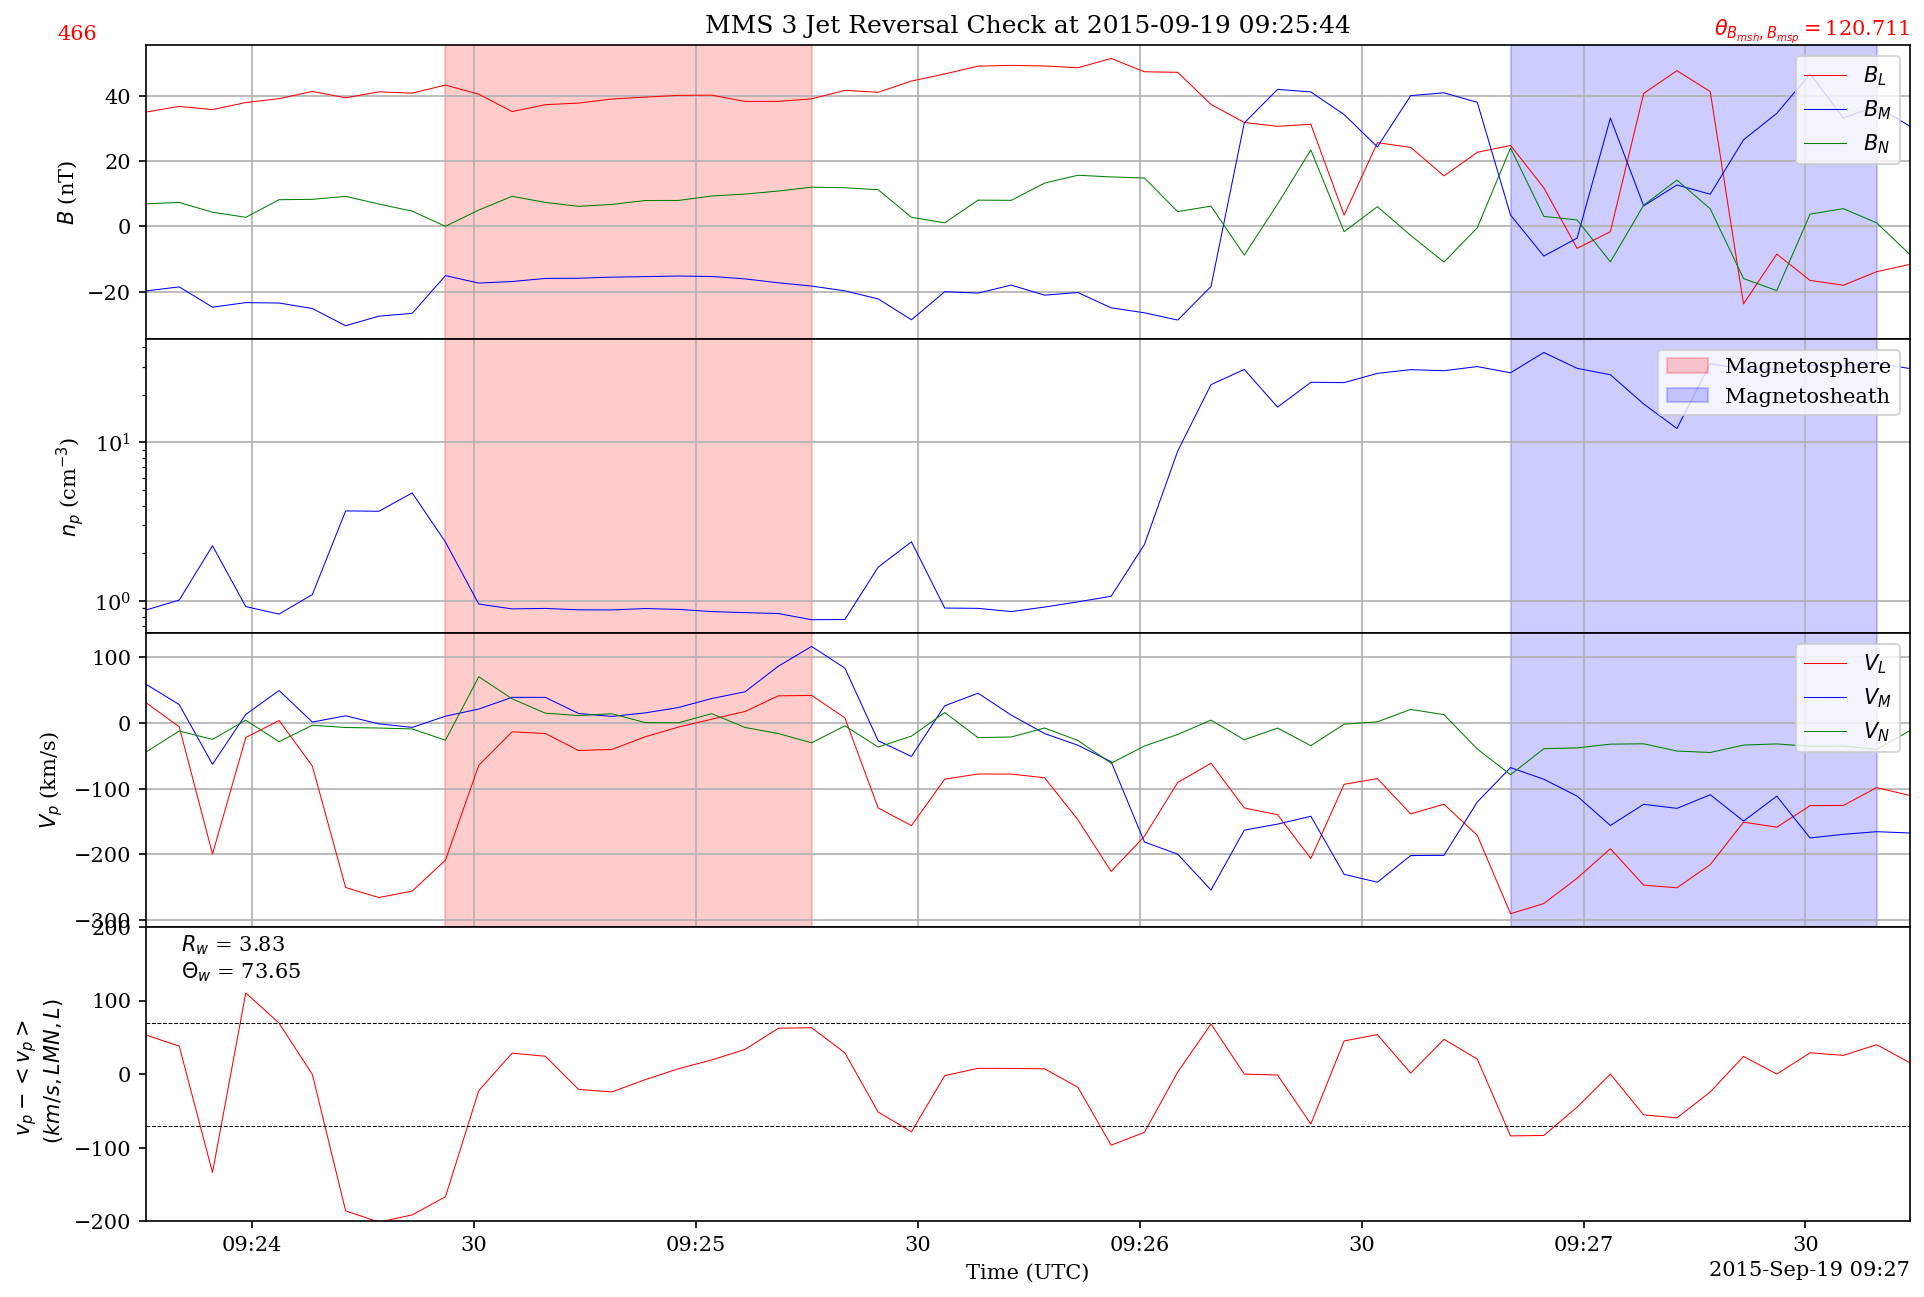 MMS 3 Jet Reversal Check at 2015-09-19 09:25:44
466
θ_{B_{msh}, B_{msp}} = 120.711
40
20
0
−20
B (nT)
B_L
B_M
B_N
10^1
10^0
n_p (cm^{−3})
Magnetosphere
Magnetosheath
100
0
−100
−200
−300
V_p (km/s)
V_L
V_M
V_N
200
100
0
−100
−200
v_p − < v_p >
(km/s, LMN, L)
R_w = 3.83
Θ_w = 73.65
09:24 30 09:25 30 09:26 30 09:27 30
Time (UTC)
2015-Sep-19 09:27